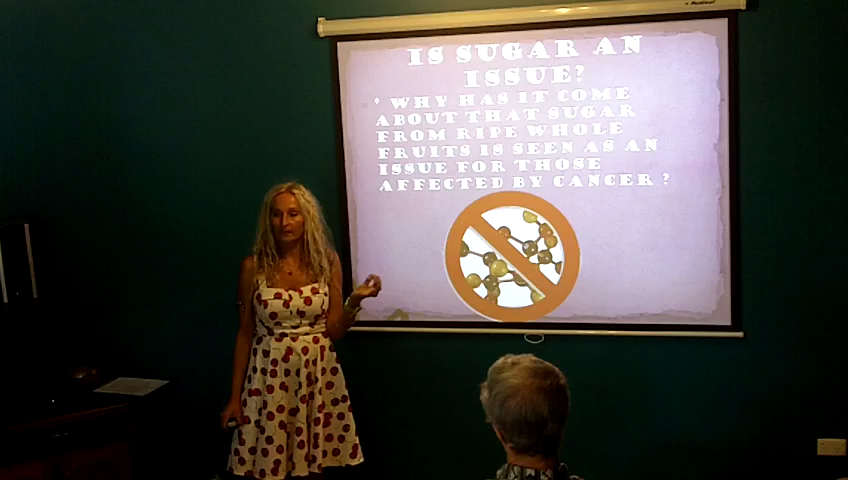 IS SUGAR AN
ISSUE?
WHY HAS IT COME
ABOUT THAT SUGAR
FROM RIPE WHOLE
FRUITS IS SEEN AS AN
ISSUE FOR THOSE
AFFECTED BY CANCER ?